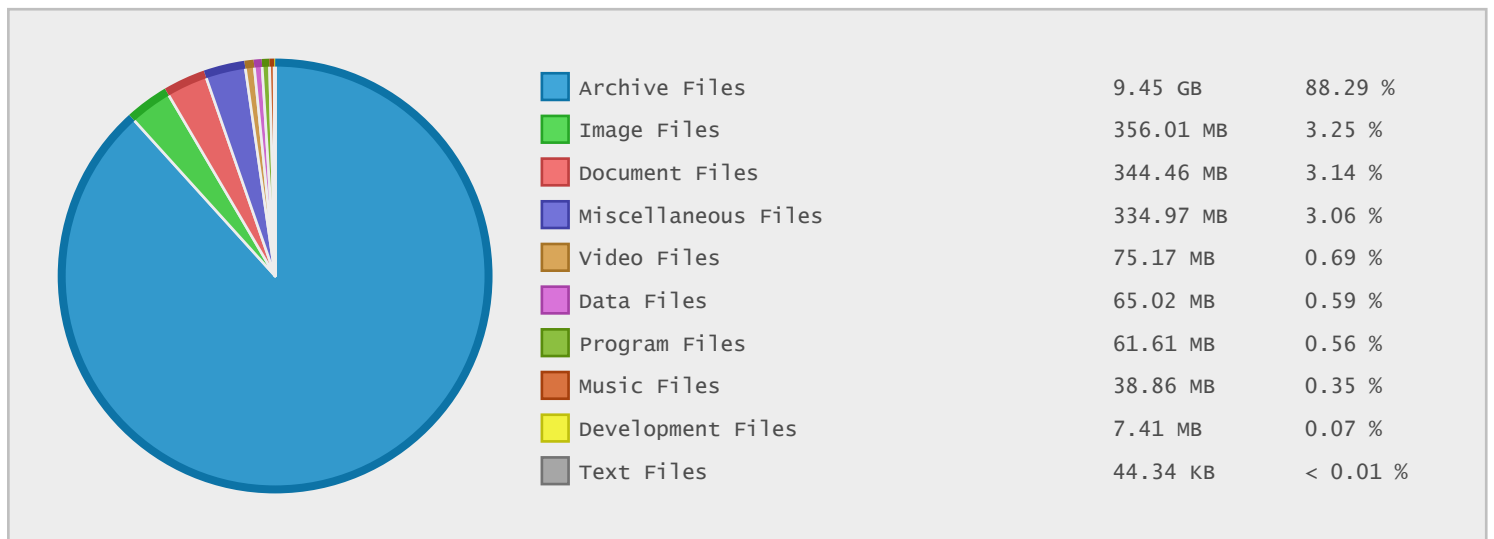 Archive Files 9.45 GB 88.29 %
Image Files 356.01 MB 3.25 %
Document Files 344.46 MB 3.14 %
Miscellaneous Files 334.97 MB 3.06 %
Video Files 75.17 MB 0.69 %
Data Files 65.02 MB 0.59 %
Program Files 61.61 MB 0.56 %
Music Files 38.86 MB 0.35 %
Development Files 7.41 MB 0.07 %
Text Files 44.34 KB < 0.01 %